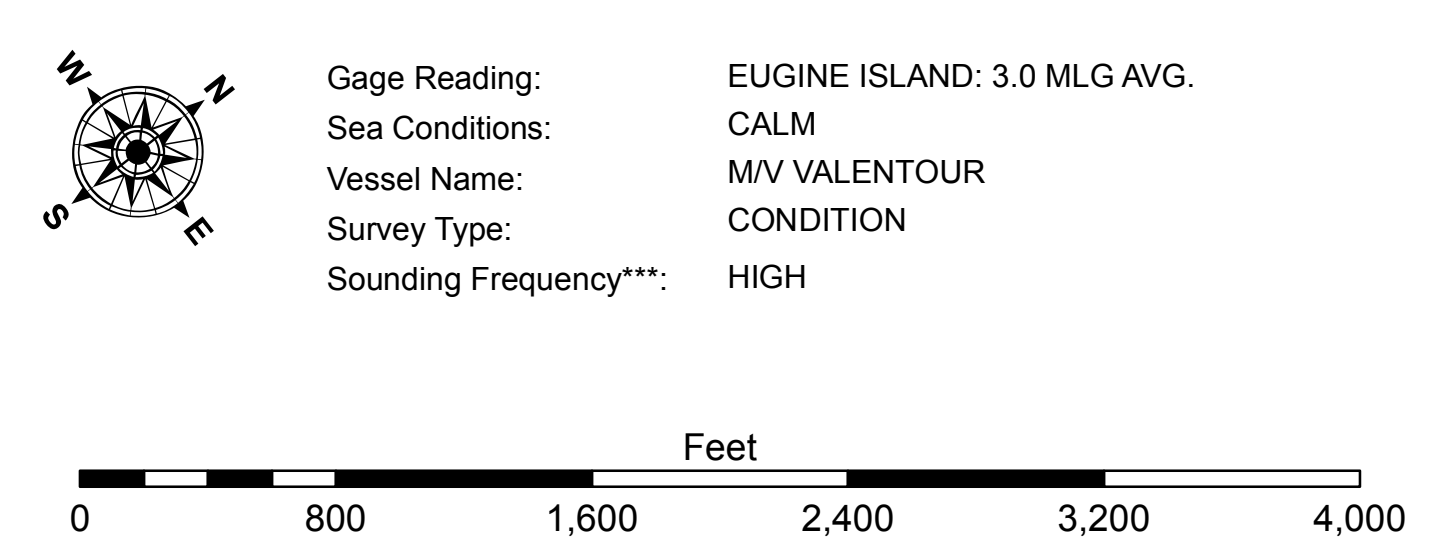 W
N
S
E
Gage Reading: EUGINE ISLAND: 3.0 MLG AVG.
Sea Conditions: CALM
Vessel Name: M/V VALENTOUR
Survey Type: CONDITION
Sounding Frequency***: HIGH
Feet
0 800 1,600 2,400 3,200 4,000